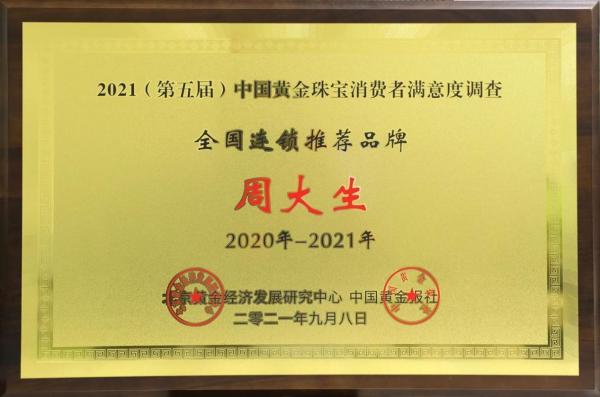 2021（第五届）中国黄金珠宝消费者满意度调查
全国连锁推荐品牌
周大生
2020年-2021年
北京黄金经济发展研究中心 中国黄金报社
二零二一年九月八日